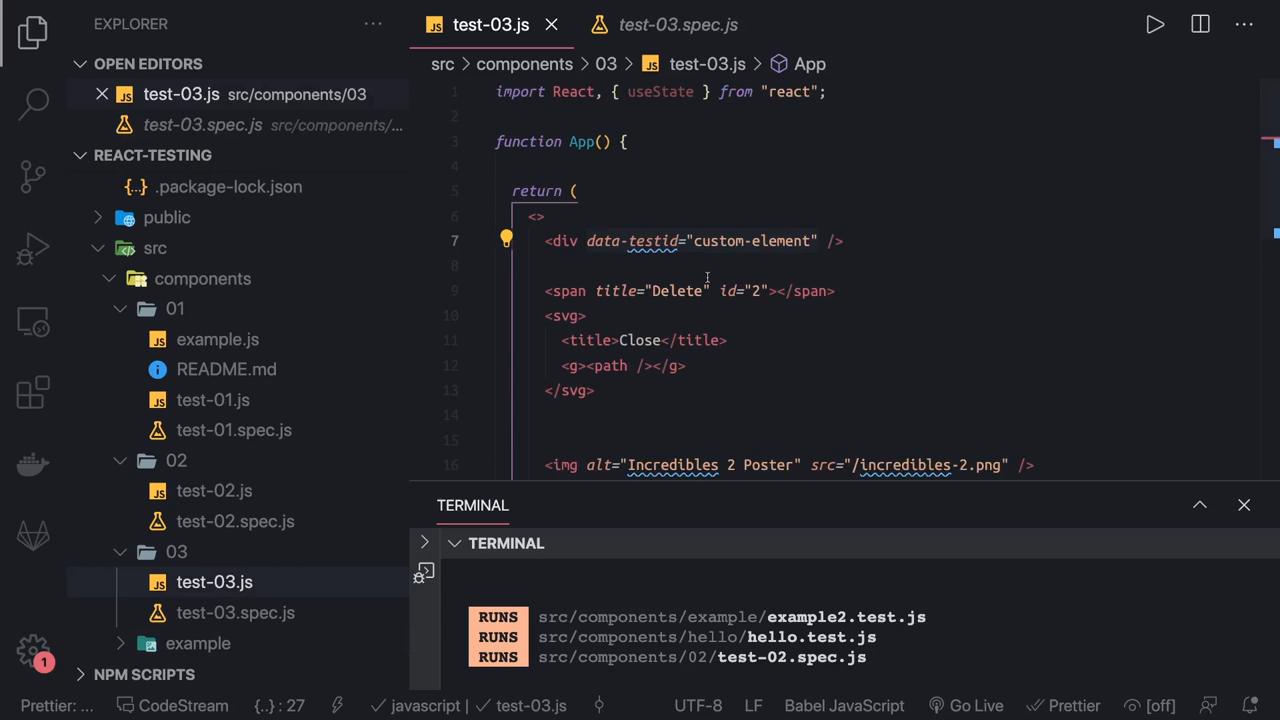 EXPLORER
OPEN EDITORS
test-03.js src/components/03
test-03.spec.js src/components/...
REACT-TESTING
.package-lock.json
public
src
components
01
example.js
README.md
test-01.js
test-01.spec.js
02
test-02.js
test-02.spec.js
03
test-03.js
test-03.spec.js
example
NPM SCRIPTS
1
test-03.js
test-03.spec.js
src > components > 03 > JS test-03.js > App
1 import React, { useState } from "react";
2
3 function App() {
4
5 return (
6 <>
7 <div data-testid="custom-element" />
8
9 <span title="Delete" id="2"></span>
10 <svg>
11 <title>Close</title>
12 <g><path /></g>
13 </svg>
14
15
16 <img alt="Incredibles 2 Poster" src="/incredibles-2.png" />
TERMINAL
TERMINAL
RUNS src/components/example/example2.test.js
RUNS src/components/hello/hello.test.js
RUNS src/components/02/test-02.spec.js
Prettier: ... CodeStream {..} : 27 javascript | test-03.js UTF-8 LF Babel JavaScript Go Live Prettier [off]